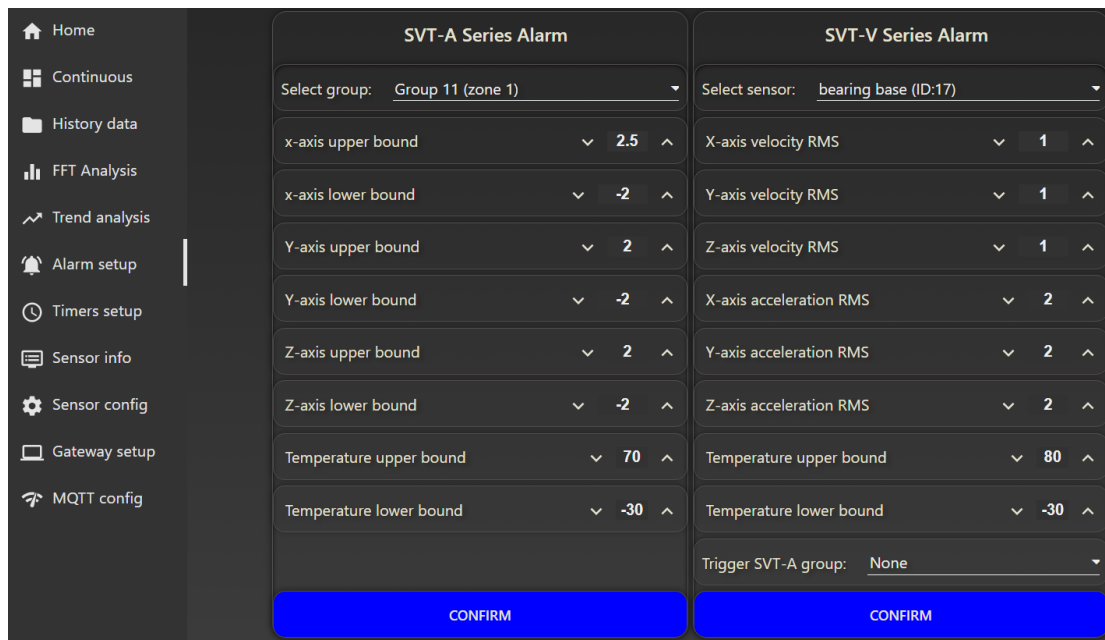 Home
Continuous
History data
FFT Analysis
Trend analysis
Alarm setup
Timers setup
Sensor info
Sensor config
Gateway setup
MQTT config
SVT-A Series Alarm
Select group: Group 11 (zone 1)
x-axis upper bound 2.5
x-axis lower bound -2
Y-axis upper bound 2
Y-axis lower bound -2
Z-axis upper bound 2
Z-axis lower bound -2
Temperature upper bound 70
Temperature lower bound -30
CONFIRM
SVT-V Series Alarm
Select sensor: bearing base (ID:17)
X-axis velocity RMS 1
Y-axis velocity RMS 1
Z-axis velocity RMS 1
X-axis acceleration RMS 2
Y-axis acceleration RMS 2
Z-axis acceleration RMS 2
Temperature upper bound 80
Temperature lower bound -30
Trigger SVT-A group: None
CONFIRM